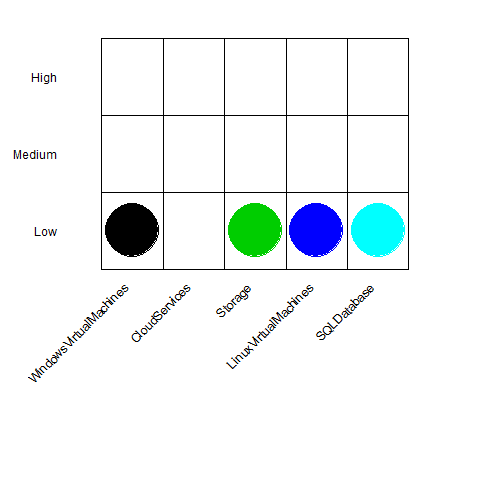 High
Medium
Low
WindowsVirtualMachines
CloudServices
Storage
LinuxVirtualMachines
SQLDatabase